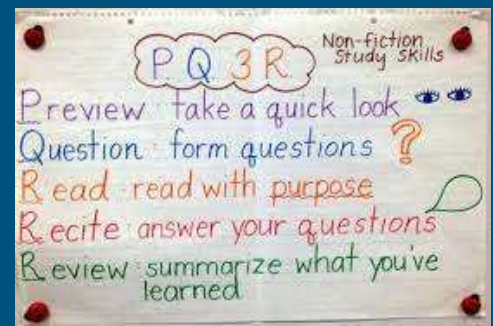 PQ3R
Non-fiction
Study Skills
Preview: take a quick look
Question: form questions
?
Read: read with purpose
Recite: answer your questions
Review: summarize what you've
learned